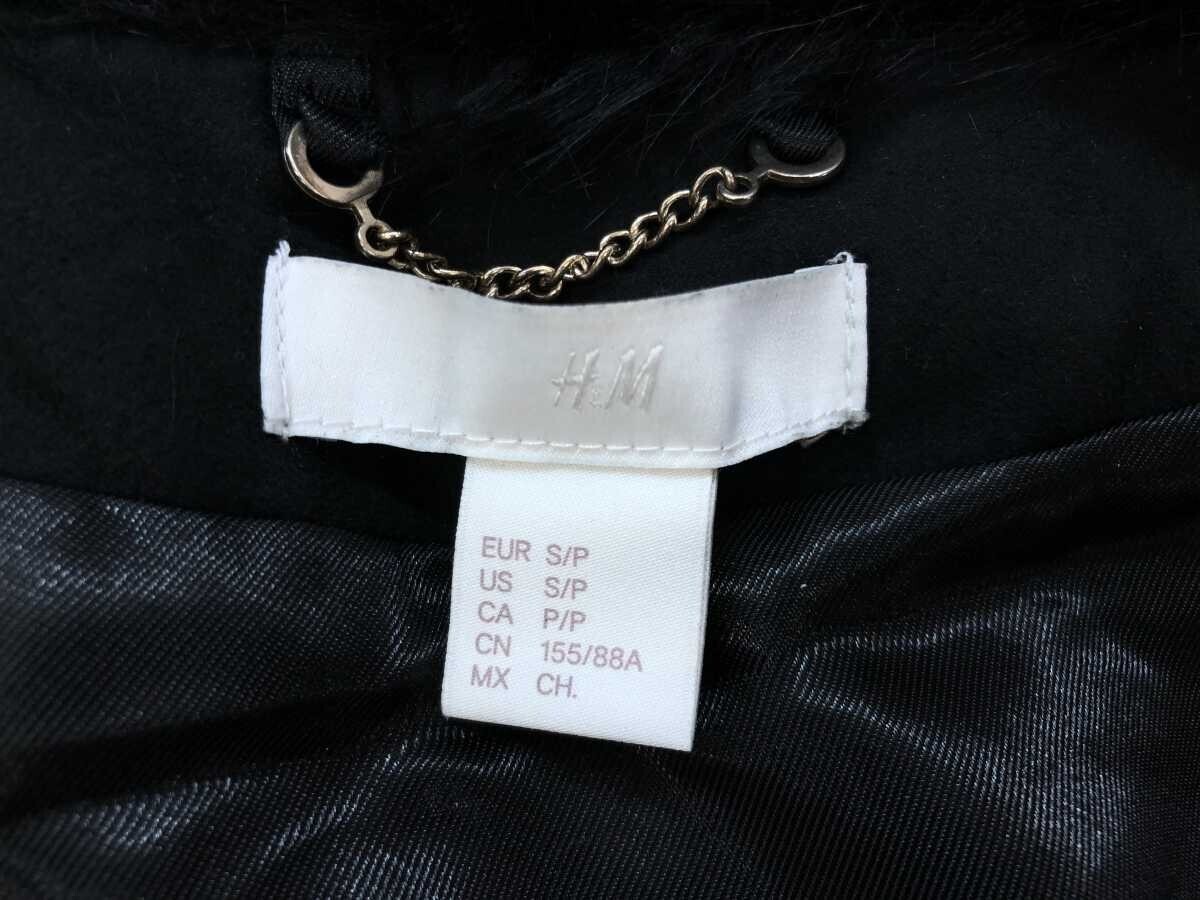 H&M
EUR S/P
US S/P
CA P/P
CN 155/88A
MX CH.